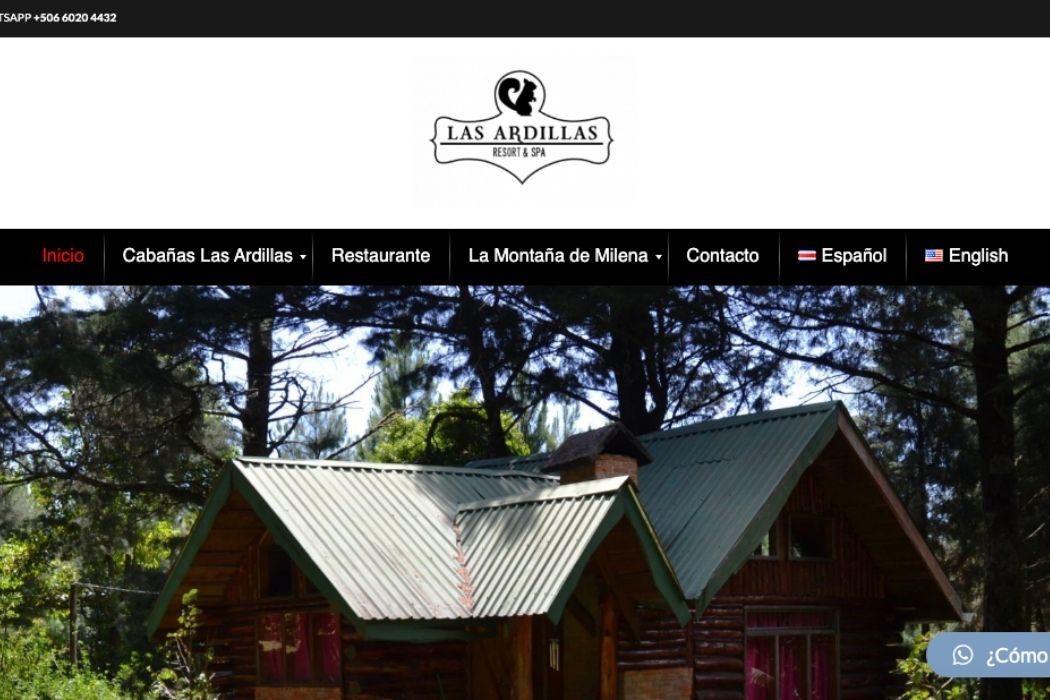 TSAPP +506 6020 4432
LAS ARDILLAS
RESORT & SPA
Inicio
Cabañas Las Ardillas
Restaurante
La Montaña de Milena
Contacto
Español
English
¿Cómo